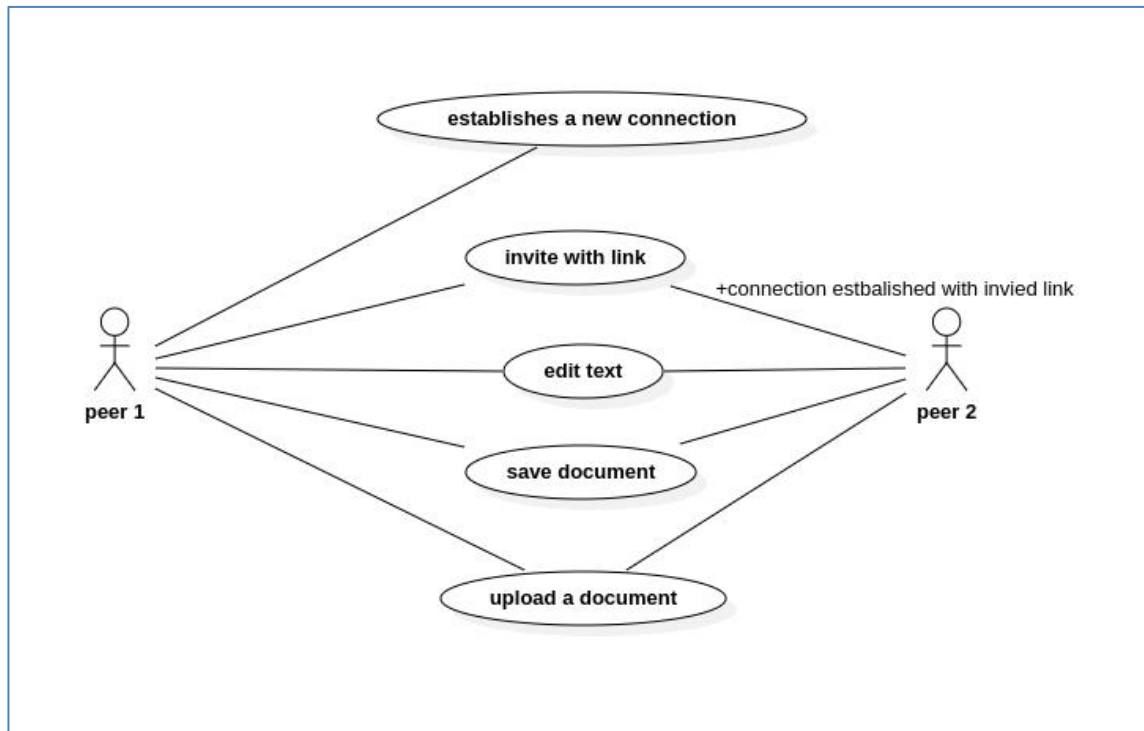 establishes a new connection
invite with link
+connection estbalished with invied link
edit text
peer 1
peer 2
save document
upload a document